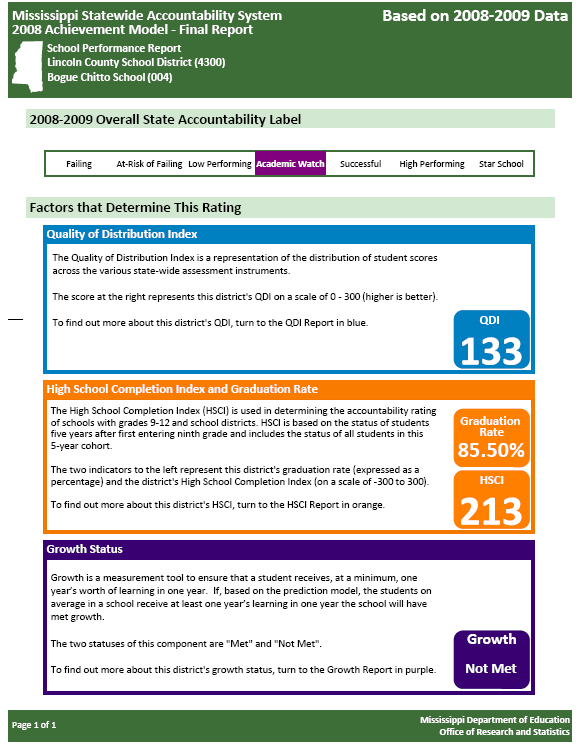 Mississippi Statewide Accountability System
2008 Achievement Model - Final Report
Based on 2008-2009 Data
School Performance Report
Lincoln County School District (4300)
Bogue Chitto School (004)
2008-2009 Overall State Accountability Label
Failing At-Risk of Failing Low Performing Academic Watch Successful High Performing Star School
Factors that Determine This Rating
Quality of Distribution Index
The Quality of Distribution Index is a representation of the distribution of student scores
across the various state-wide assessment instruments.
The score at the right represents this district's QDI on a scale of 0 - 300 (higher is better).
To find out more about this district's QDI, turn to the QDI Report in blue.
QDI
133
High School Completion Index and Graduation Rate
The High School Completion Index (HSCI) is used in determining the accountability rating
of schools with grades 9-12 and school districts. HSCI is based on the status of students
five years after first entering ninth grade and includes the status of all students in this
5-year cohort.
The two indicators to the left represent this district's graduation rate (expressed as a
percentage) and the district's High School Completion Index (on a scale of -300 to 300).
To find out more about this district's HSCI, turn to the HSCI Report in orange.
Graduation
Rate
85.50%
HSCI
213
Growth Status
Growth is a measurement tool to ensure that a student receives, at a minimum, one
year's worth of learning in one year. If, based on the prediction model, the students on
average in a school receive at least one year's learning in one year the school will have
met growth.
The two statuses of this component are "Met" and "Not Met".
To find out more about this district's growth status, turn to the Growth Report in purple.
Growth
Not Met
Page 1 of 1
Mississippi Department of Education
Office of Research and Statistics